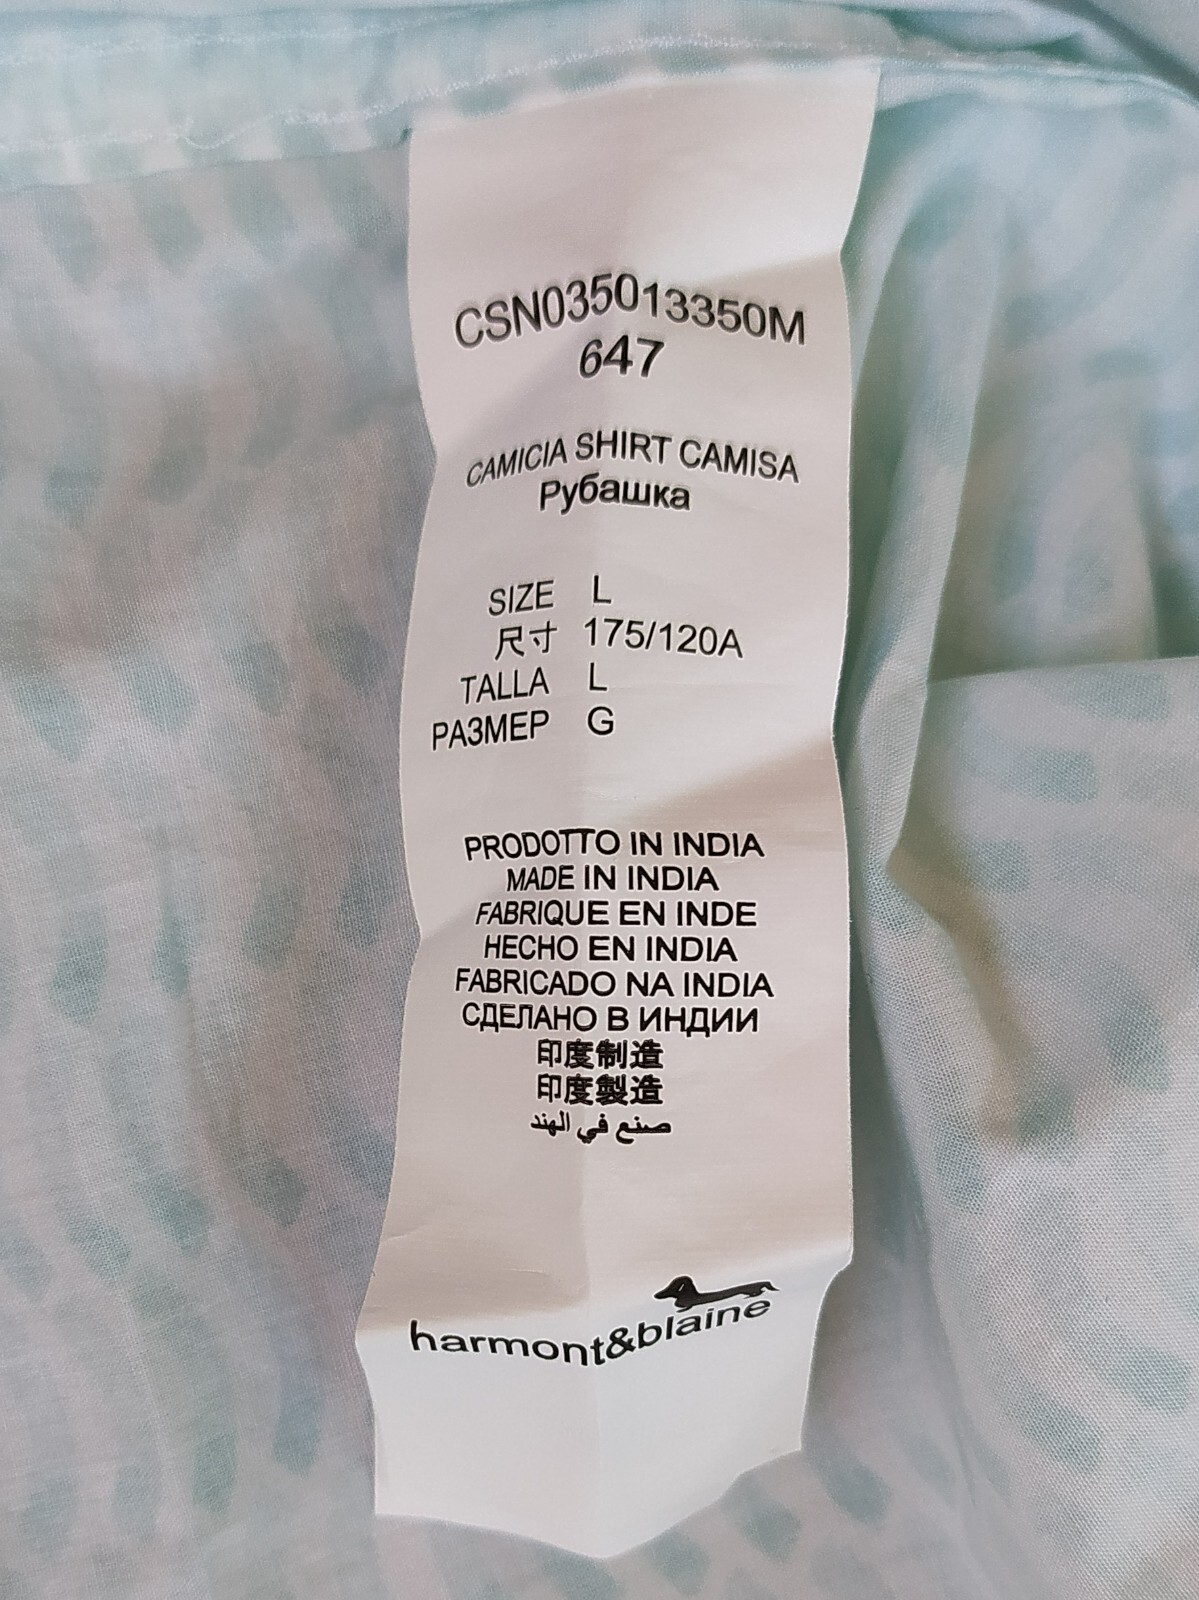 CSN035013350M
647
CAMICIA SHIRT CAMISA
Рубашка
SIZE L
尺寸 175/120A
TALLA L
РАЗМЕР G
PRODOTTO IN INDIA
MADE IN INDIA
FABRIQUE EN INDE
HECHO EN INDIA
FABRICADO NA INDIA
СДЕЛАНО В ИНДИИ
印度制造
印度製造
صنع في الهند
harmont&blaine